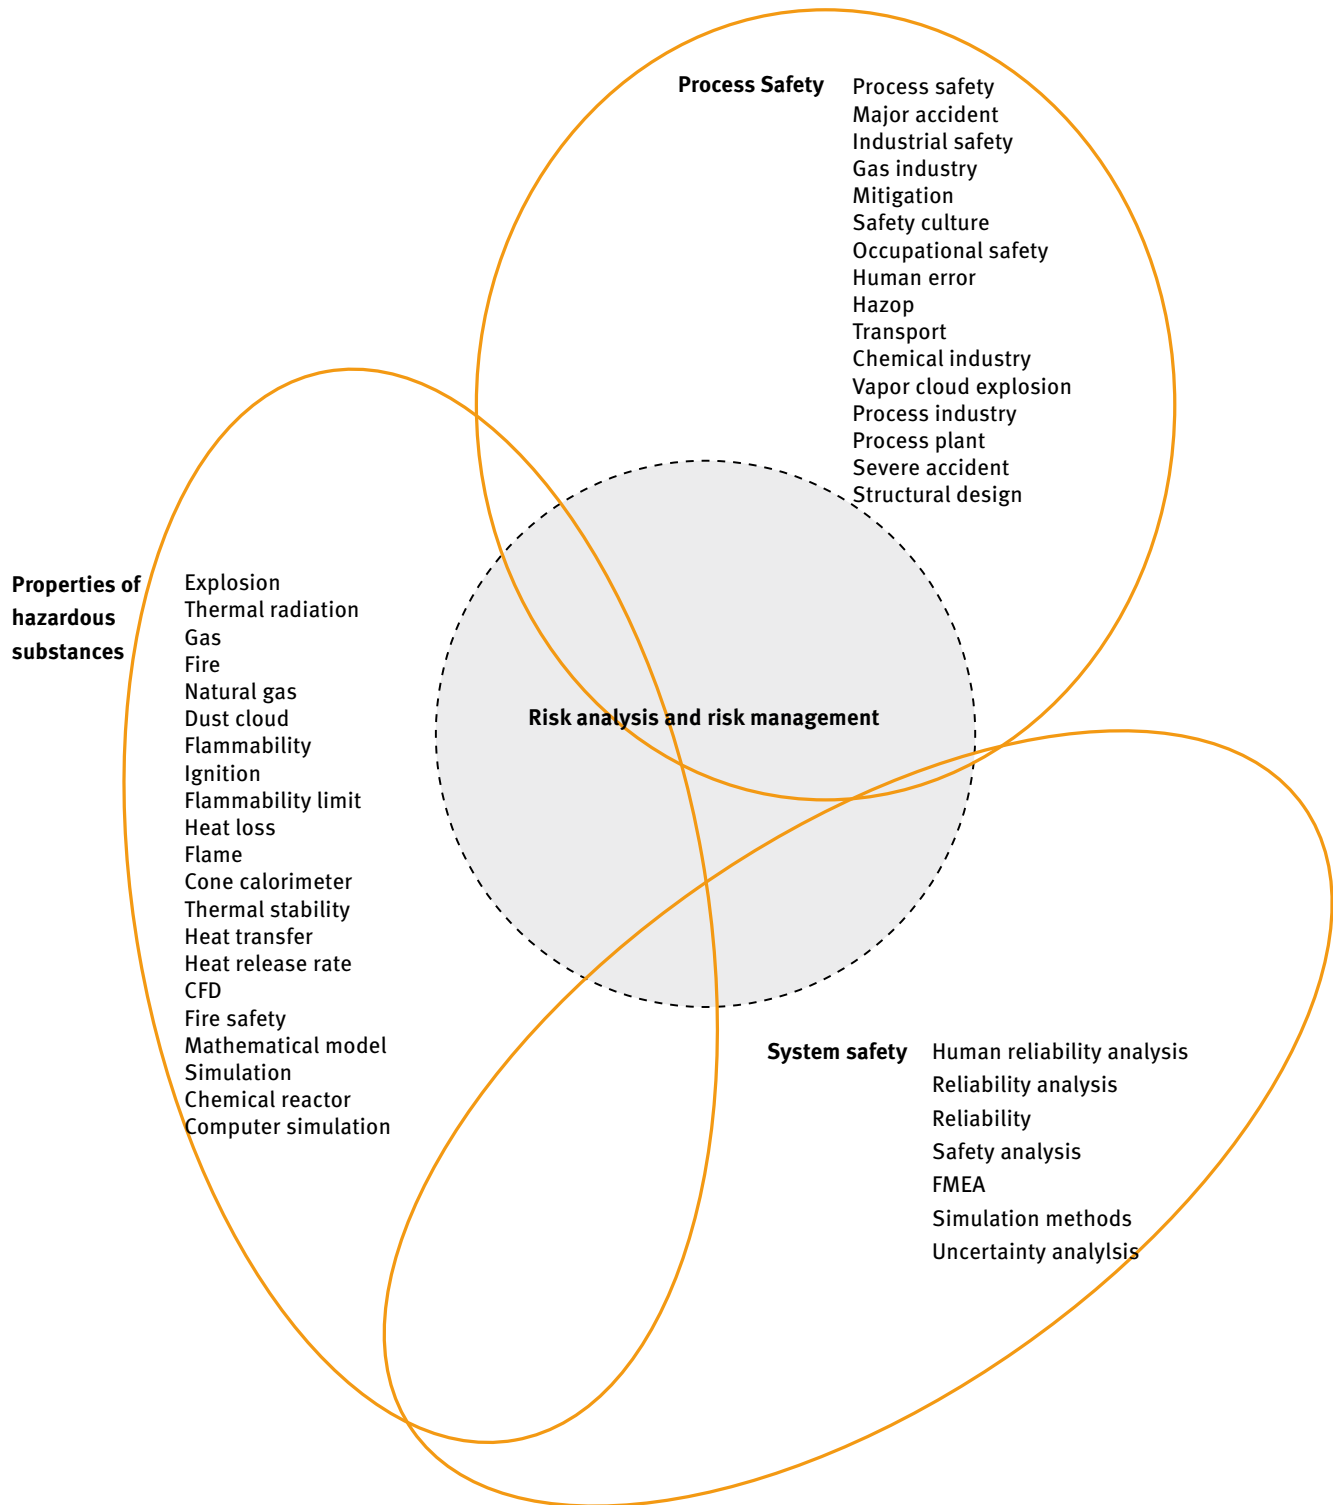 Process Safety
Process safety
Major accident
Industrial safety
Gas industry
Mitigation
Safety culture
Occupational safety
Human error
Hazop
Transport
Chemical industry
Vapor cloud explosion
Process industry
Process plant
Severe accident
Structural design
Properties of
hazardous
substances
Explosion
Thermal radiation
Gas
Fire
Natural gas
Dust cloud
Flammability
Ignition
Flammability limit
Heat loss
Flame
Cone calorimeter
Thermal stability
Heat transfer
Heat release rate
CFD
Fire safety
Mathematical model
Simulation
Chemical reactor
Computer simulation
Risk analysis and risk management
System safety
Human reliability analysis
Reliability analysis
Reliability
Safety analysis
FMEA
Simulation methods
Uncertainty analylsis